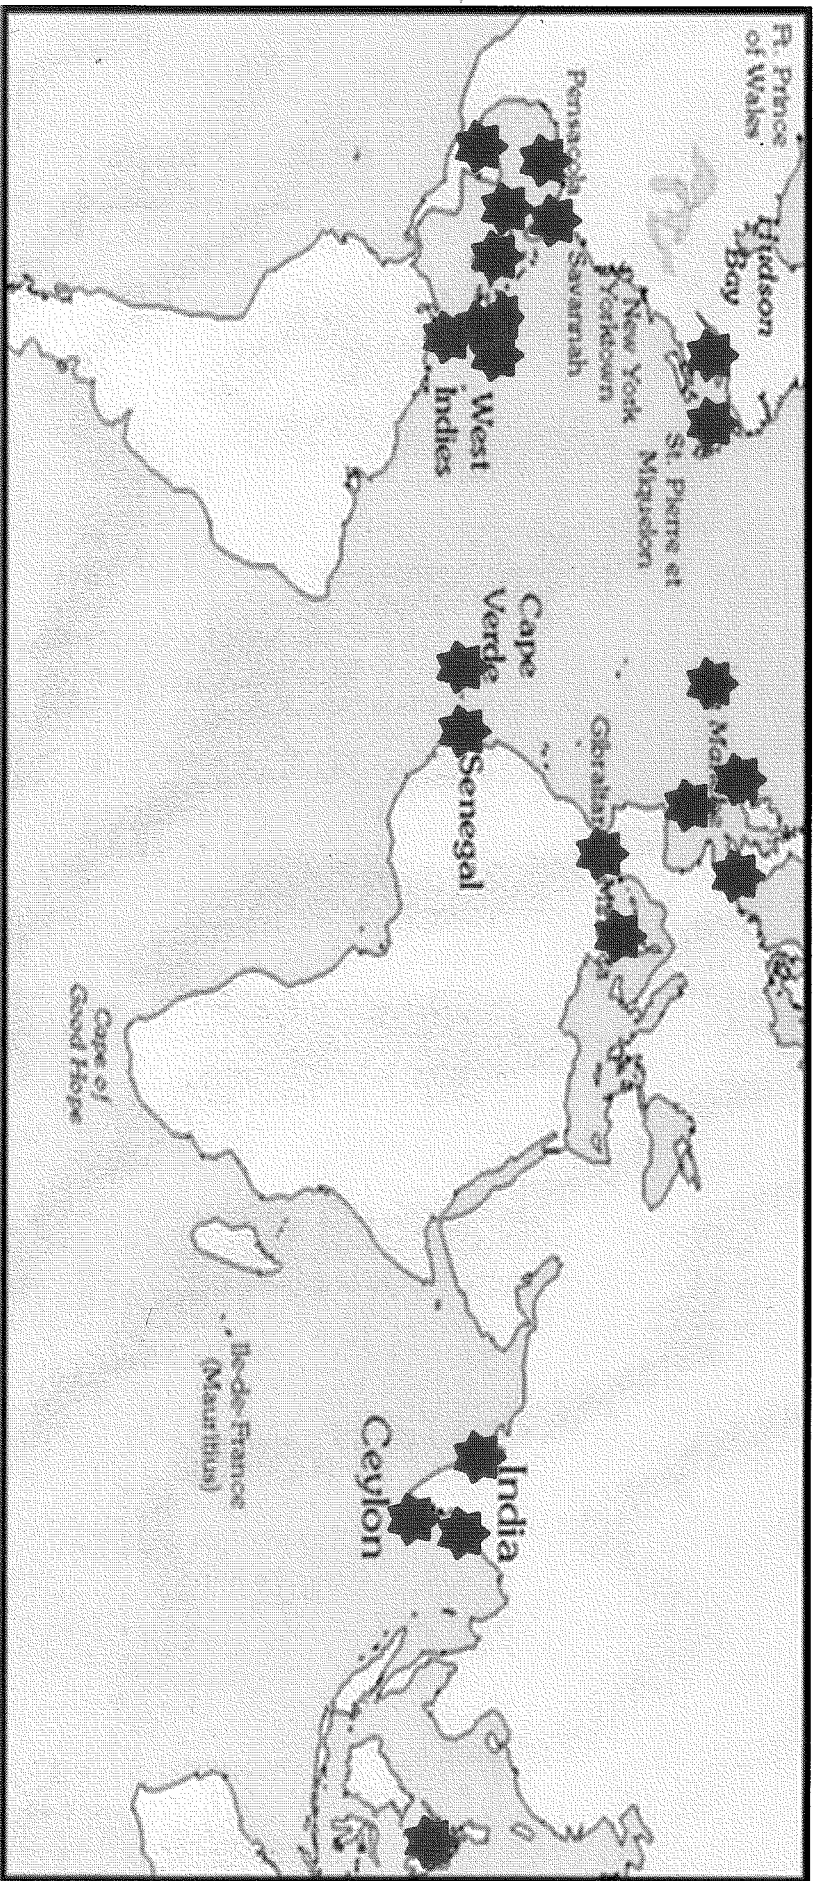 Ft. Prince
of Wales
Hudson
Bay
Pensacola
Savannah
New York
Yorktown
St. Pierre et
Miquelon
West
Indies
Cape
Verde
Senegal
Gibraltar
Cape of
Good Hope
Ile-de-France
(Mauritius)
India
Ceylon